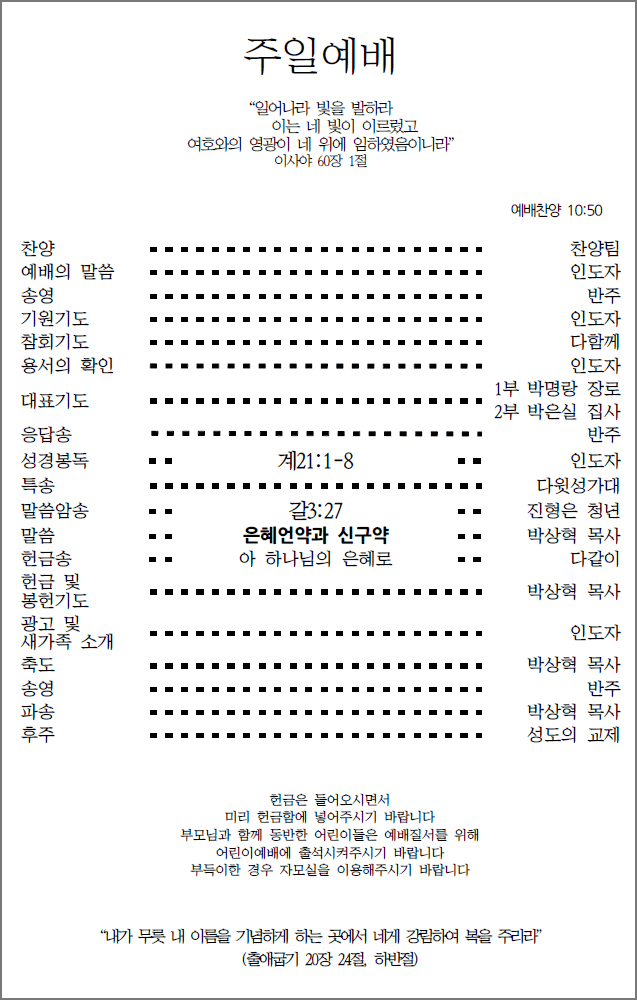 주일예배
“일어나라 빛을 발하라
이는 네 빛이 이르렀고
여호와의 영광이 네 위에 임하였음이니라”
이사야 60장 1절
예배찬양 10:50
찬양 찬양팀
예배의 말씀 인도자
송영 반주
기원기도 인도자
참회기도 다함께
용서의 확인 인도자
대표기도 1부 박명랑 장로
2부 박은실 집사
응답송 반주
성경봉독 계21:1-8 인도자
특송 다윗성가대
말씀암송 갈3:27 진형은 청년
말씀 은혜언약과 신구약 박상혁 목사
헌금송 아 하나님의 은혜로 다같이
헌금 및
봉헌기도 박상혁 목사
광고 및
새가족 소개 인도자
축도 박상혁 목사
송영 반주
파송 박상혁 목사
후주 성도의 교제
헌금은 들어오시면서
미리 헌금함에 넣어주시기 바랍니다
부모님과 함께 동반한 어린이들은 예배질서를 위해
어린이예배에 출석시켜주시기 바랍니다
부득이한 경우 자모실을 이용해주시기 바랍니다
“내가 무릇 내 이름을 기념하게 하는 곳에서 네게 강림하여 복을 주리라”
(출애굽기 20장 24절, 하반절)